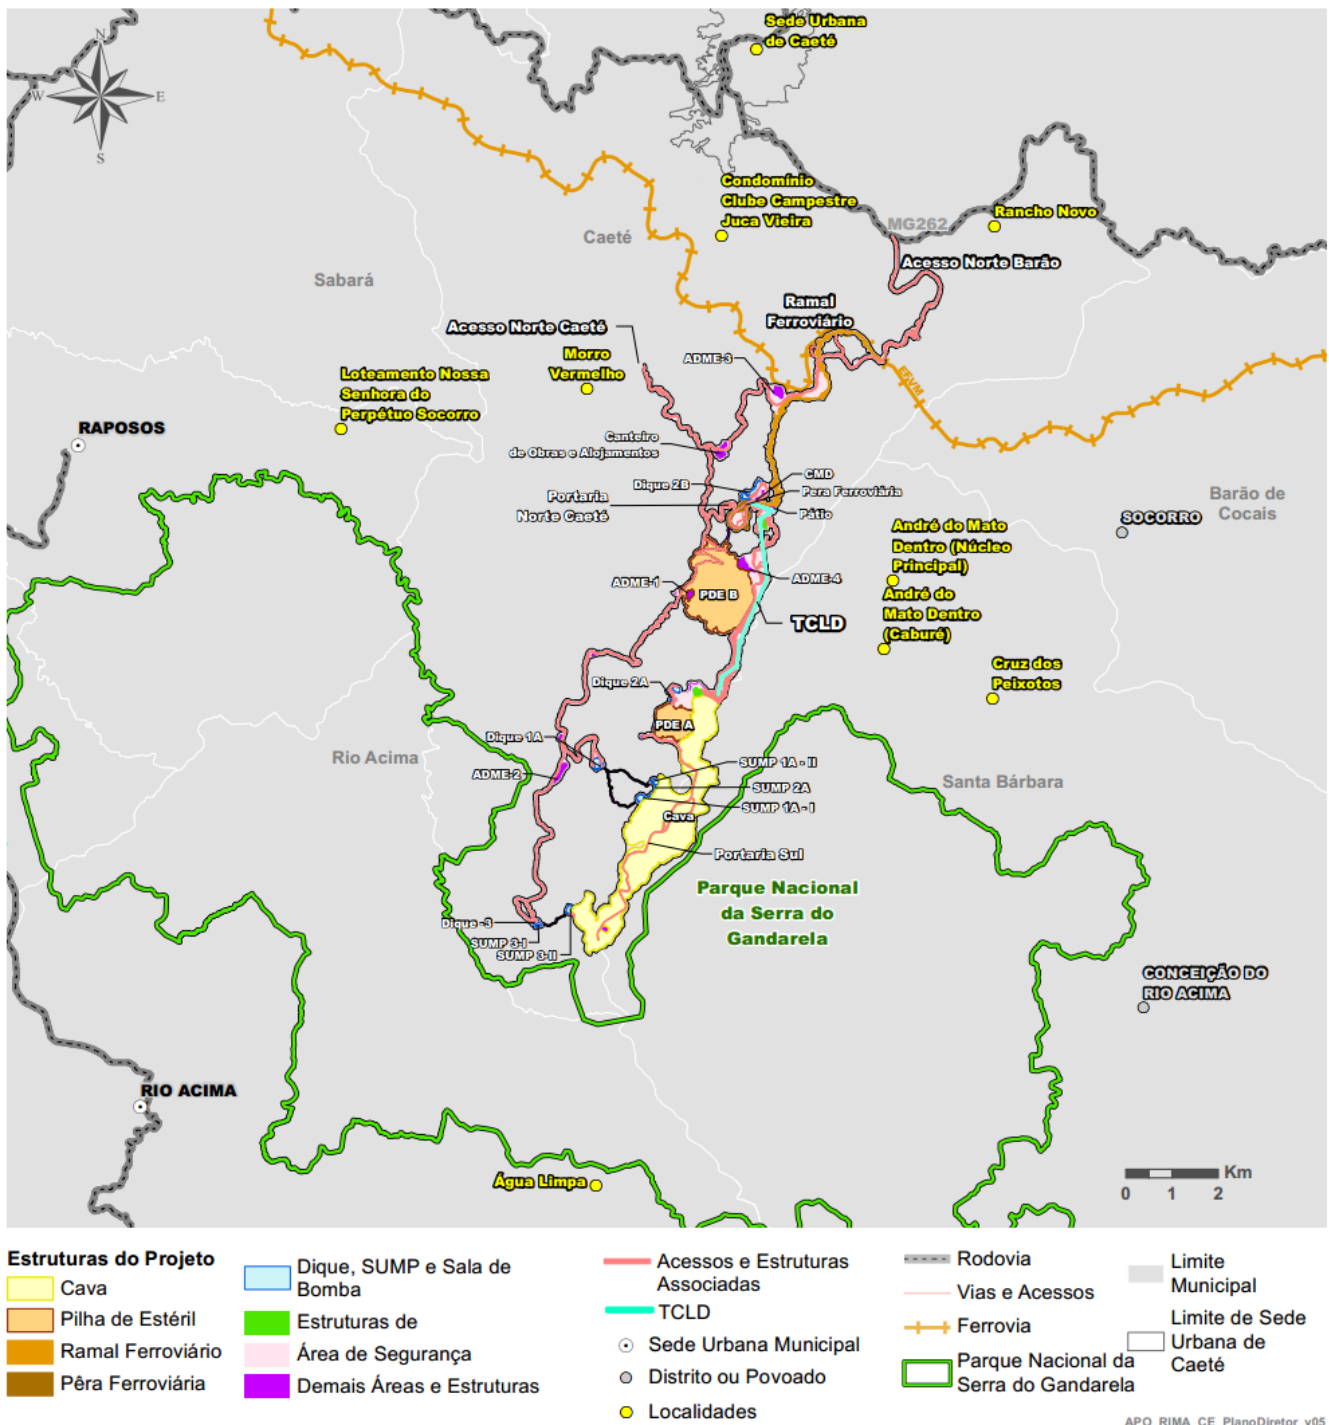 Sede Urbana
de Caeté
N
W
E
S
Condomínio
Clube Campestre
Juca Vieira
Rancho Novo
MG262
Caeté
Acesso Norte Barão
Sabará
Ramal
Ferroviário
Acesso Norte Caeté
ADME-3
Morro
Vermelho
Loteamento Nossa
Senhora do
Perpétuo Socorro
EFVM
RAPOSOS
Canteiro
de Obras e Alojamentos
CMD
Dique 2B
Pera Ferroviária
Portaria
Norte Caeté
Pátio
Barão de
Cocais
SOCORRO
André do Mato
Dentro (Núcleo
Principal)
ADME-1
ADME-4
PDE B
André do
Mato Dentro
(Caburé)
TCLD
Cruz dos
Peixotos
Dique 2A
PDE A
Dique 1A
Rio Acima
SUMP 1A - II
ADME-2
SUMP 2A
Santa Bárbara
SUMP 1A - I
Cava
Portaria Sul
Parque Nacional
da Serra do
Gandarela
Dique -3
SUMP 3-I
SUMP 3-II
CONCEIÇÃO DO
RIO ACIMA
RIO ACIMA
Água Limpa
Km
0 1 2
Estruturas do Projeto
Cava
Pilha de Estéril
Ramal Ferroviário
Pêra Ferroviária
Dique, SUMP e Sala de
Bomba
Estruturas de
Área de Segurança
Demais Áreas e Estruturas
Acessos e Estruturas
Associadas
TCLD
Sede Urbana Municipal
Distrito ou Povoado
Localidades
Rodovia
Vias e Acessos
Ferrovia
Parque Nacional da
Serra do Gandarela
Limite
Municipal
Limite de Sede
Urbana de
Caeté
APO_RIMA_CE_PlanoDiretor_v05